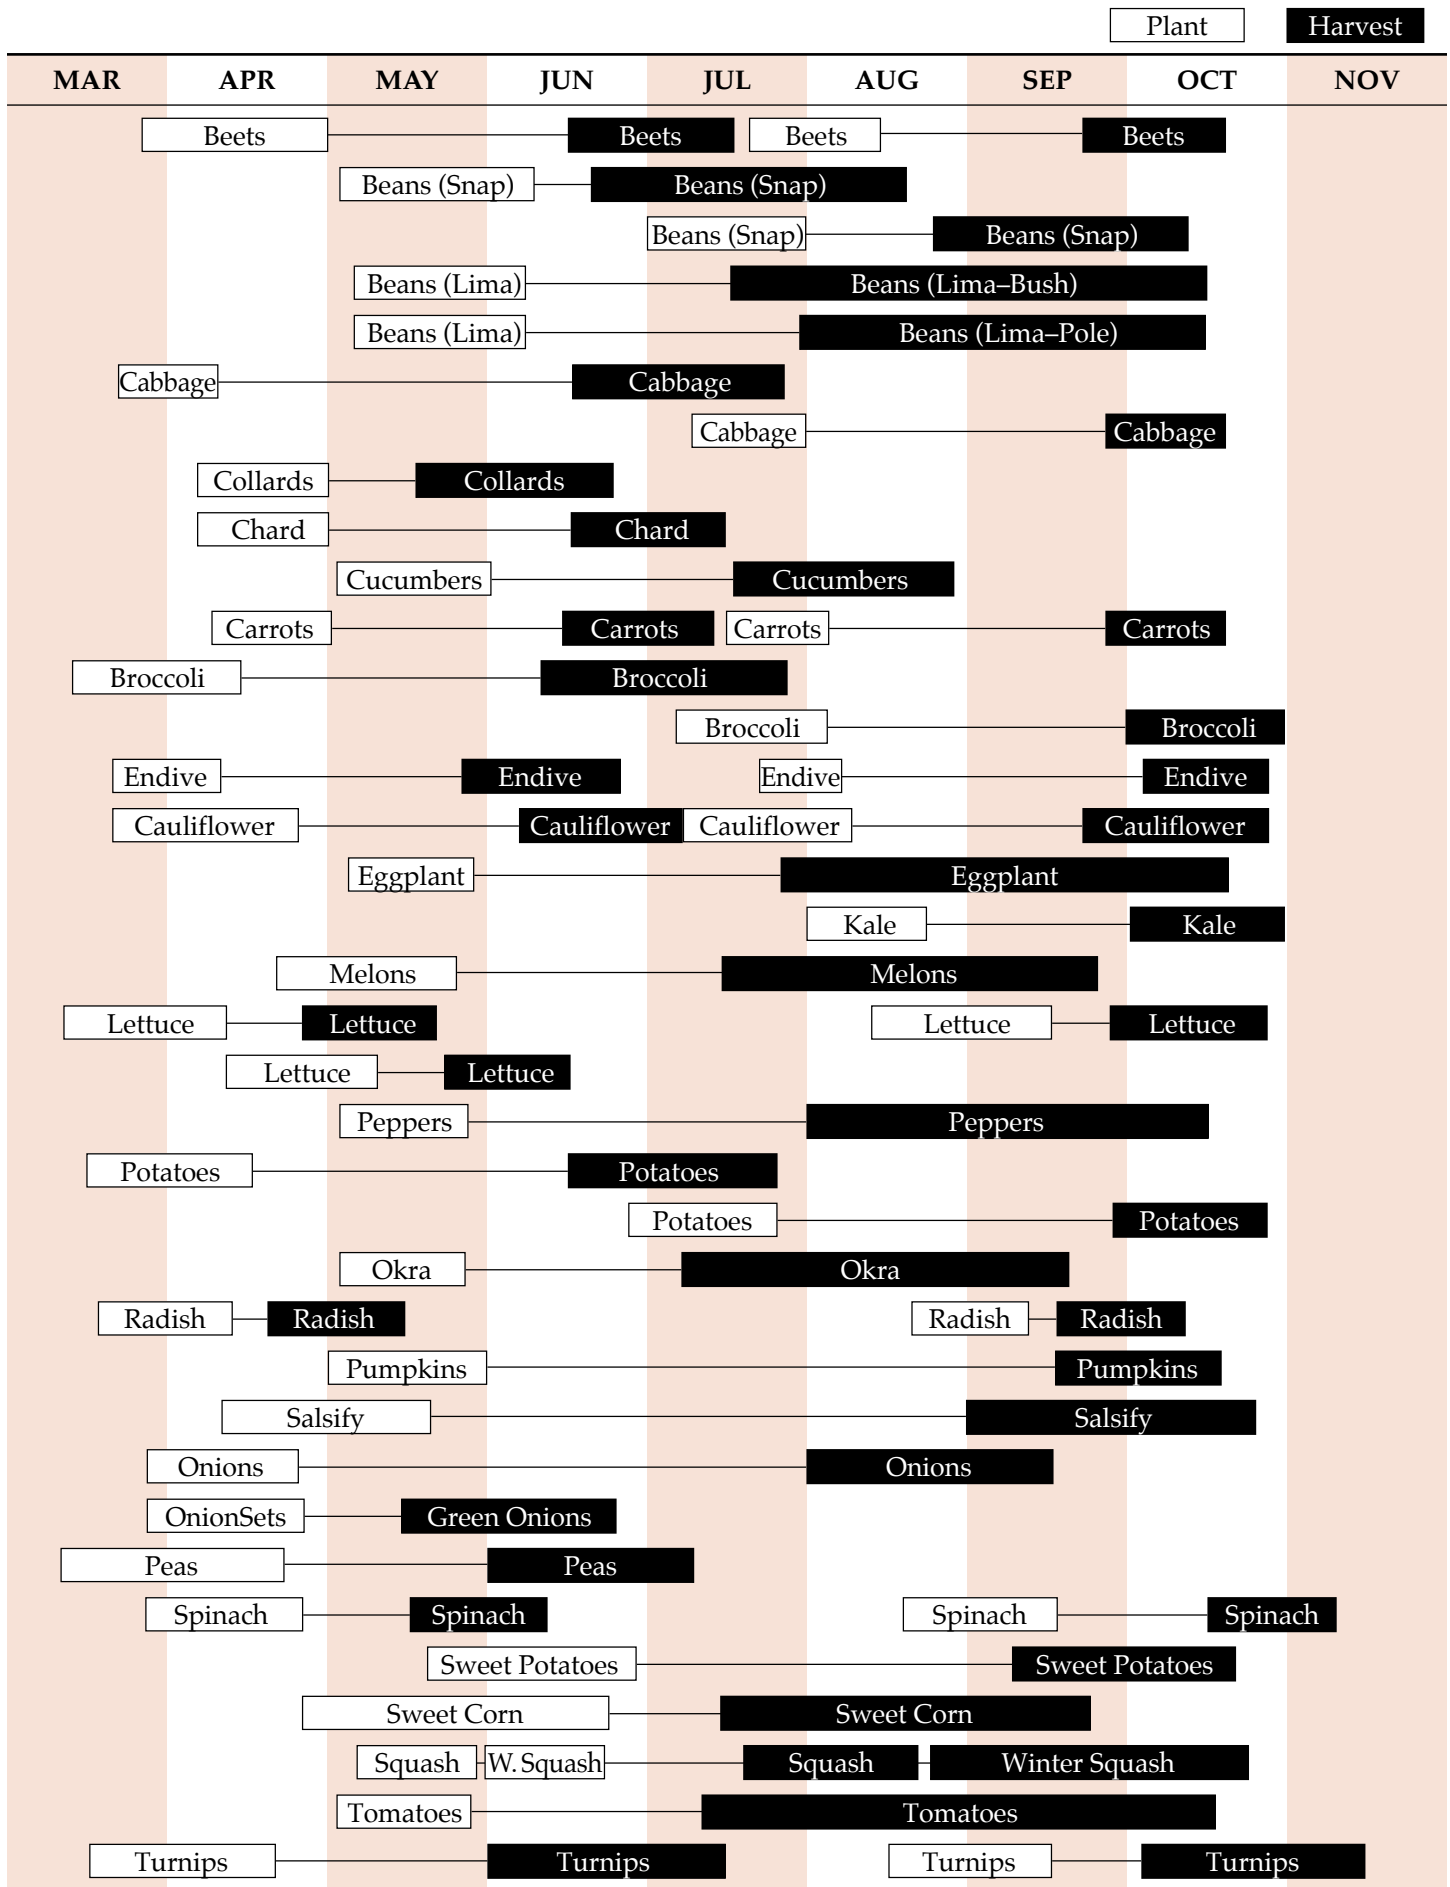 Plant Harvest
MAR APR MAY JUN JUL AUG SEP OCT NOV
Beets Beets Beets Beets
Beans (Snap) Beans (Snap)
Beans (Snap) Beans (Snap)
Beans (Lima) Beans (Lima–Bush)
Beans (Lima) Beans (Lima–Pole)
Cabbage Cabbage
Cabbage Cabbage
Collards Collards
Chard Chard
Cucumbers Cucumbers
Carrots Carrots Carrots Carrots
Broccoli Broccoli
Broccoli Broccoli
Endive Endive Endive Endive
Cauliflower Cauliflower Cauliflower Cauliflower
Eggplant Eggplant
Kale Kale
Melons Melons
Lettuce Lettuce Lettuce Lettuce
Lettuce Lettuce
Peppers Peppers
Potatoes Potatoes
Potatoes Potatoes
Okra Okra
Radish Radish Radish Radish
Pumpkins Pumpkins
Salsify Salsify
Onions Onions
OnionSets Green Onions
Peas Peas
Spinach Spinach Spinach Spinach
Sweet Potatoes Sweet Potatoes
Sweet Corn Sweet Corn
Squash W. Squash Squash Winter Squash
Tomatoes Tomatoes
Turnips Turnips Turnips Turnips